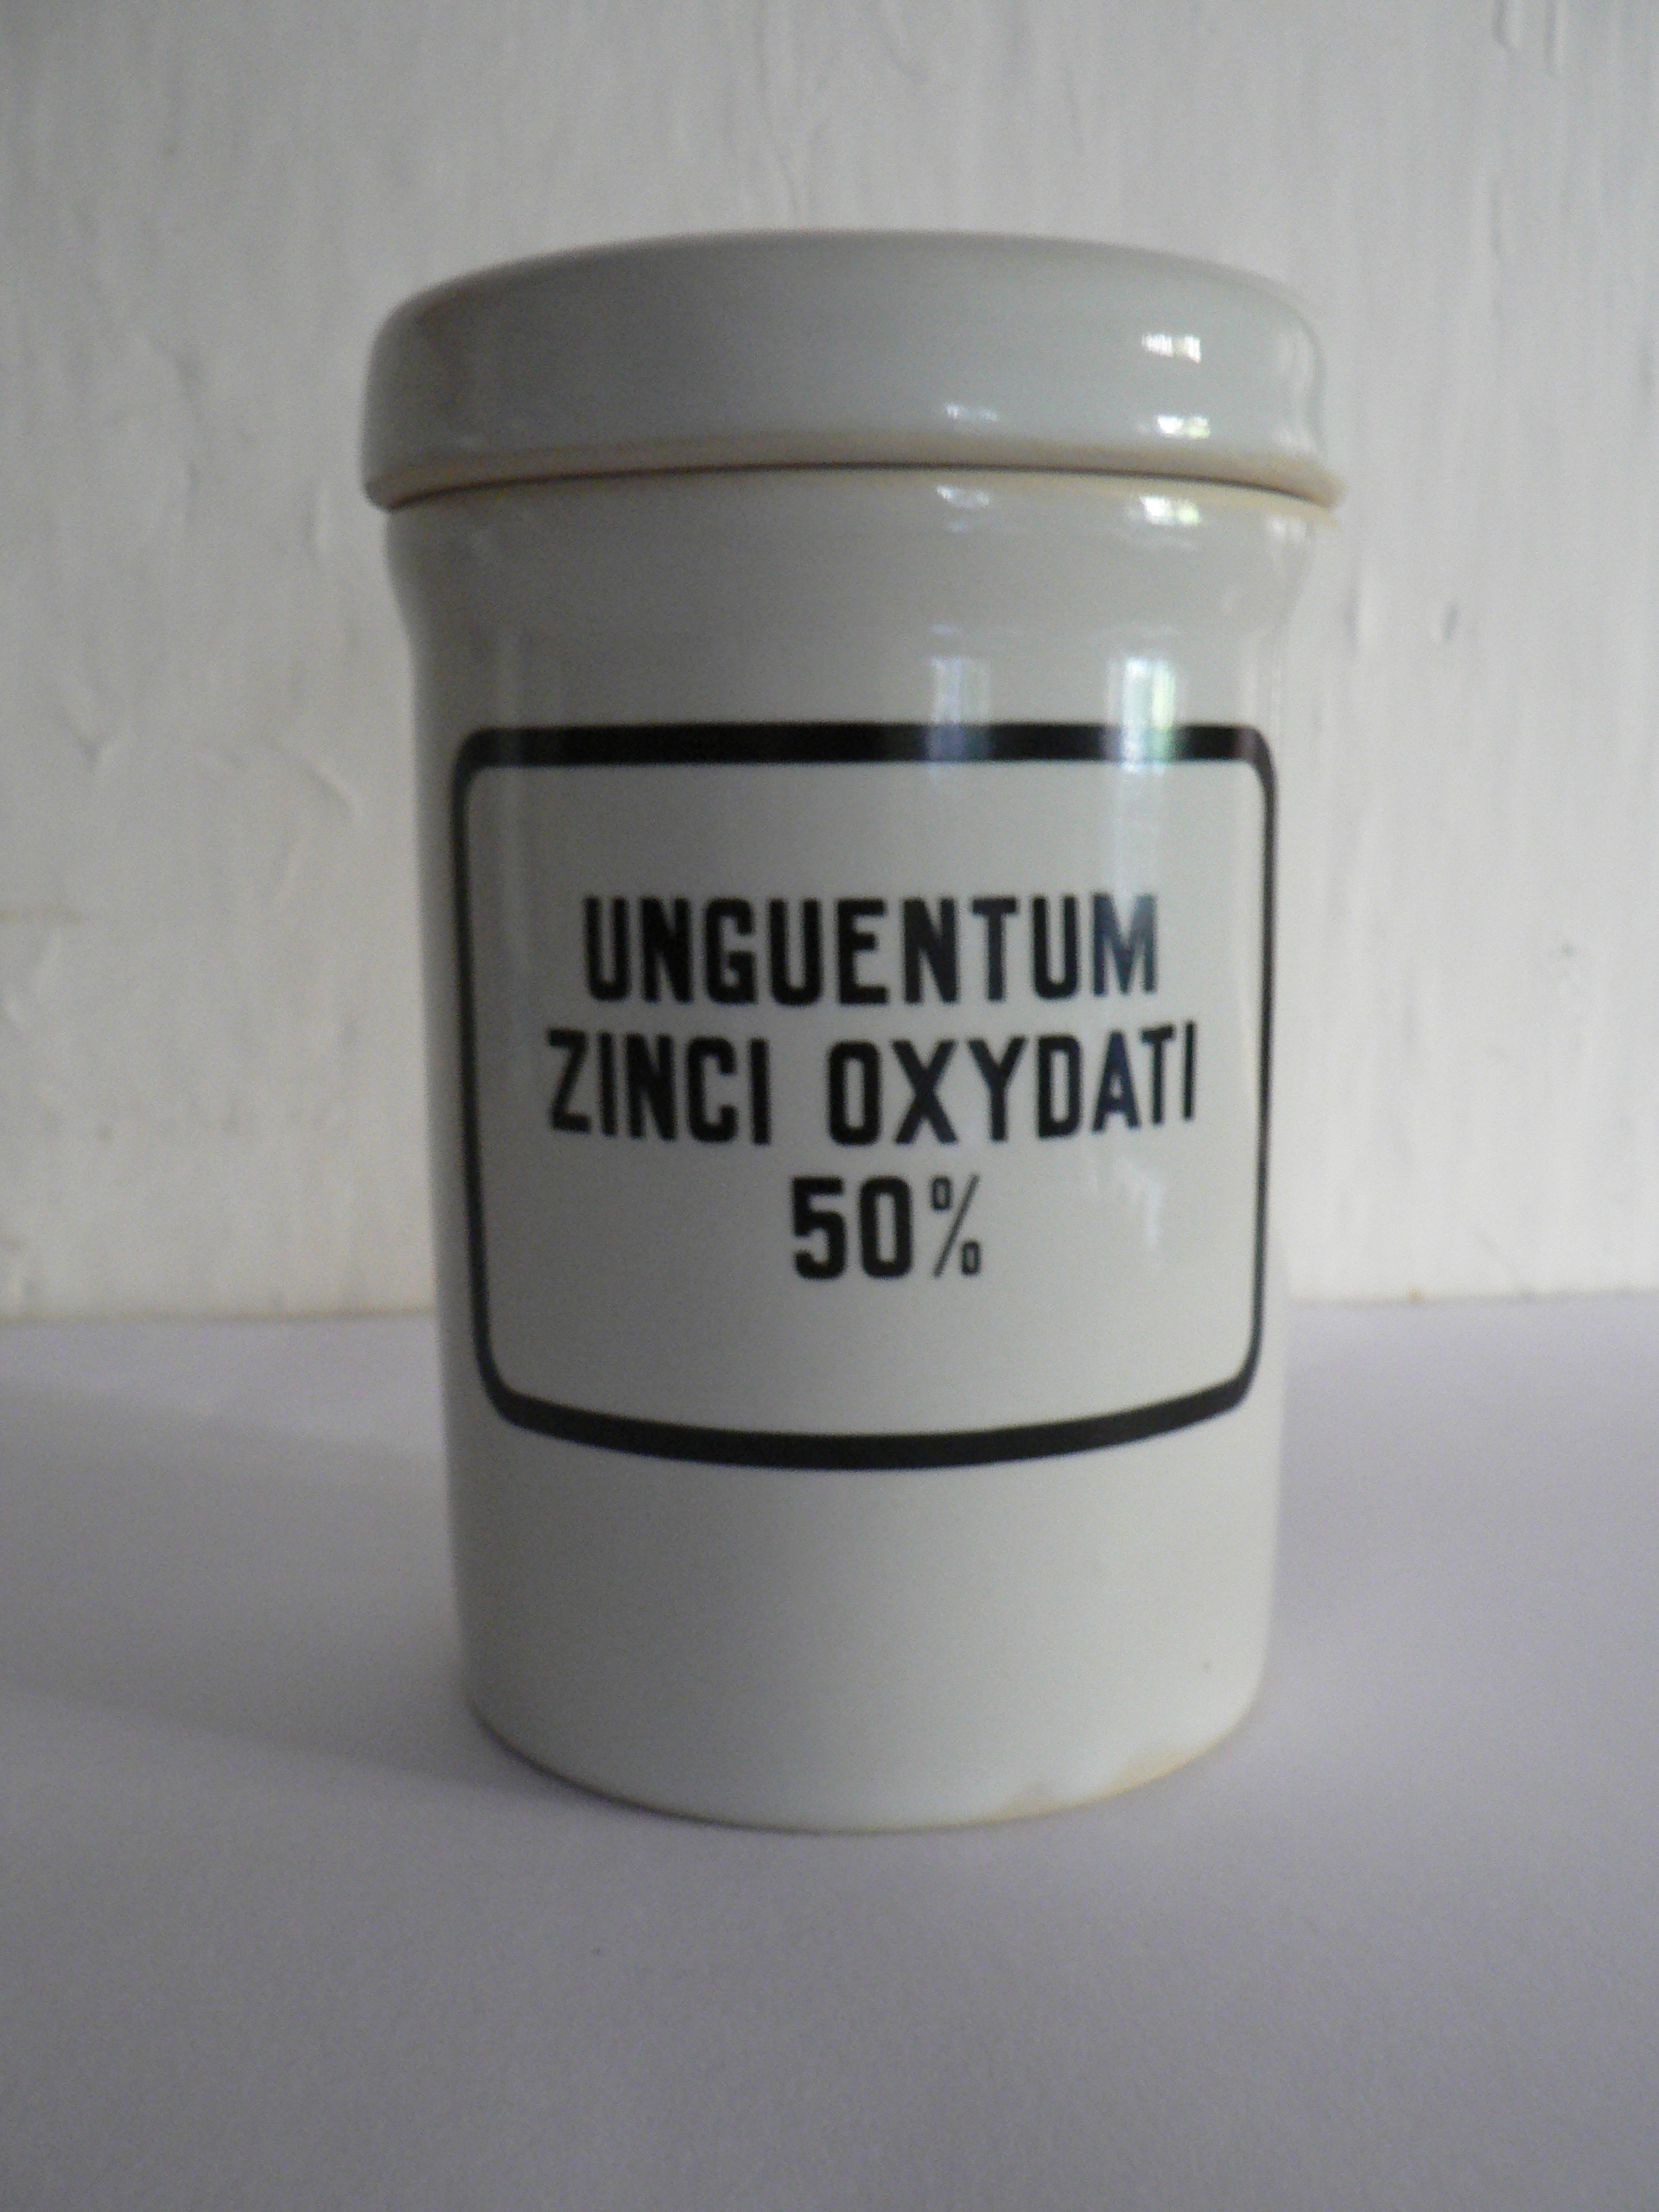 UNGUENTUM
ZINCI OXYDATI
50%